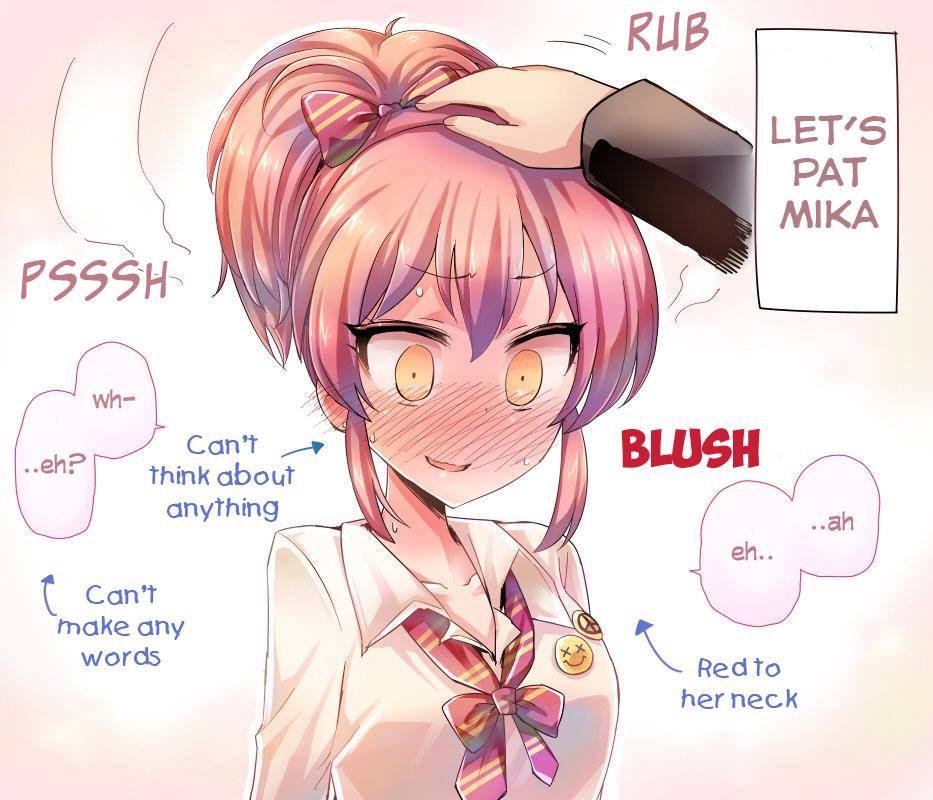 RUB
LET'S
PAT
MIKA
PSSSH
wh-
..eh?
Can't
think about
anything
BLUSH
..ah
eh..
Can't
make any
words
Red to
her neck